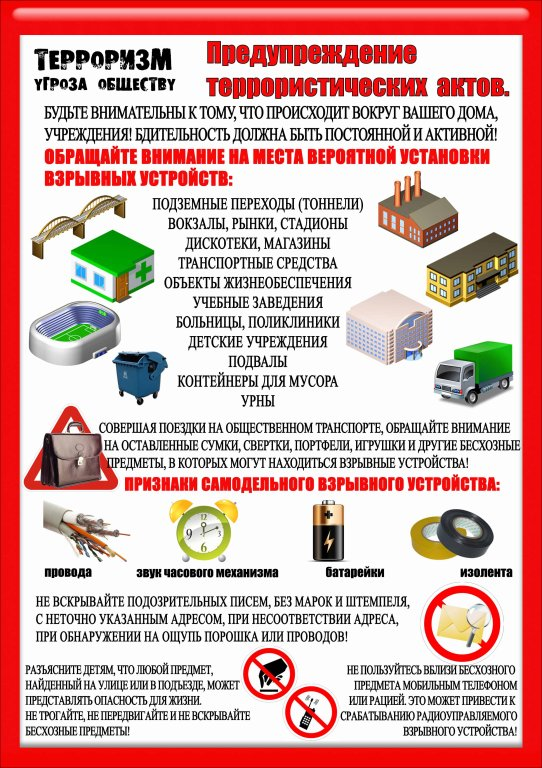 ТЕРРОРИЗМ
УГРОЗА ОБЩЕСТВУ
Предупреждение
террористических актов.
БУДЬТЕ ВНИМАТЕЛЬНЫ К ТОМУ, ЧТО ПРОИСХОДИТ ВОКРУГ ВАШЕГО ДОМА,
УЧРЕЖДЕНИЯ! БДИТЕЛЬНОСТЬ ДОЛЖНА БЫТЬ ПОСТОЯННОЙ И АКТИВНОЙ!
ОБРАЩАЙТЕ ВНИМАНИЕ НА МЕСТА ВЕРОЯТНОЙ УСТАНОВКИ
ВЗРЫВНЫХ УСТРОЙСТВ:
ПОДЗЕМНЫЕ ПЕРЕХОДЫ (ТОННЕЛИ)
ВОКЗАЛЫ, РЫНКИ, СТАДИОНЫ
ДИСКОТЕКИ, МАГАЗИНЫ
ТРАНСПОРТНЫЕ СРЕДСТВА
ОБЪЕКТЫ ЖИЗНЕОБЕСПЕЧЕНИЯ
УЧЕБНЫЕ ЗАВЕДЕНИЯ
БОЛЬНИЦЫ, ПОЛИКЛИНИКИ
ДЕТСКИЕ УЧРЕЖДЕНИЯ
ПОДВАЛЫ
КОНТЕЙНЕРЫ ДЛЯ МУСОРА
УРНЫ
СОВЕРШАЯ ПОЕЗДКИ НА ОБЩЕСТВЕННОМ ТРАНСПОРТЕ, ОБРАЩАЙТЕ ВНИМАНИЕ
НА ОСТАВЛЕННЫЕ СУМКИ, СВЕРТКИ, ПОРТФЕЛИ, ИГРУШКИ И ДРУГИЕ БЕСХОЗНЫЕ
ПРЕДМЕТЫ, В КОТОРЫХ МОГУТ НАХОДИТЬСЯ ВЗРЫВНЫЕ УСТРОЙСТВА!
ПРИЗНАКИ САМОДЕЛЬНОГО ВЗРЫВНОГО УСТРОЙСТВА:
провода
звук часового механизма
батарейки
изолента
НЕ ВСКРЫВАЙТЕ ПОДОЗРИТЕЛЬНЫХ ПИСЕМ, БЕЗ МАРОК И ШТЕМПЕЛЯ,
С НЕТОЧНО УКАЗАННЫМ АДРЕСОМ, ПРИ НЕСООТВЕТСТВИИ АДРЕСА,
ПРИ ОБНАРУЖЕНИИ НА ОЩУПЬ ПОРОШКА ИЛИ ПРОВОДОВ!
РАЗЪЯСНИТЕ ДЕТЯМ, ЧТО ЛЮБОЙ ПРЕДМЕТ,
НАЙДЕННЫЙ НА УЛИЦЕ ИЛИ В ПОДЪЕЗДЕ, МОЖЕТ
ПРЕДСТАВЛЯТЬ ОПАСНОСТЬ ДЛЯ ЖИЗНИ.
НЕ ТРОГАЙТЕ, НЕ ПЕРЕДВИГАЙТЕ И НЕ ВСКРЫВАЙТЕ
БЕСХОЗНЫЕ ПРЕДМЕТЫ!
НЕ ПОЛЬЗУЙТЕСЬ ВБЛИЗИ БЕСХОЗНОГО
ПРЕДМЕТА МОБИЛЬНЫМ ТЕЛЕФОНОМ
ИЛИ РАЦИЕЙ. ЭТО МОЖЕТ ПРИВЕСТИ К
СРАБАТЫВАНИЮ РАДИОУПРАВЛЯЕМОГО
ВЗРЫВНОГО УСТРОЙСТВА!